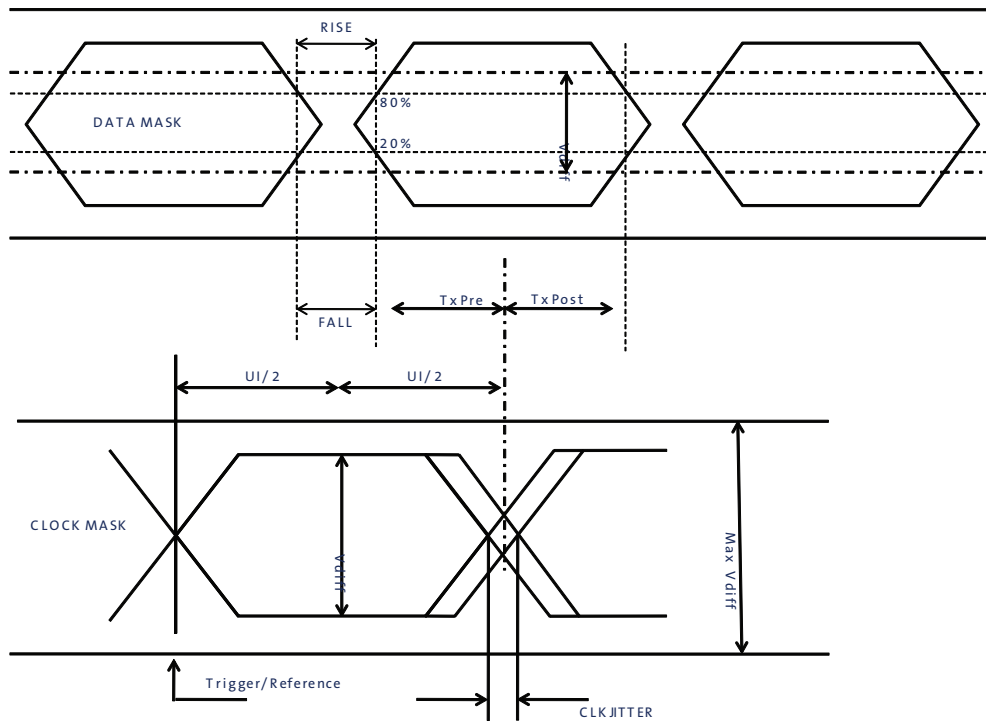 RISE
80%
DATA MASK
20%
Vdiff
TxPre
TxPost
FALL
UI/2
UI/2
CLOCK MASK
Vdiff
Max Vdiff
Trigger/Reference
CLKJITTER